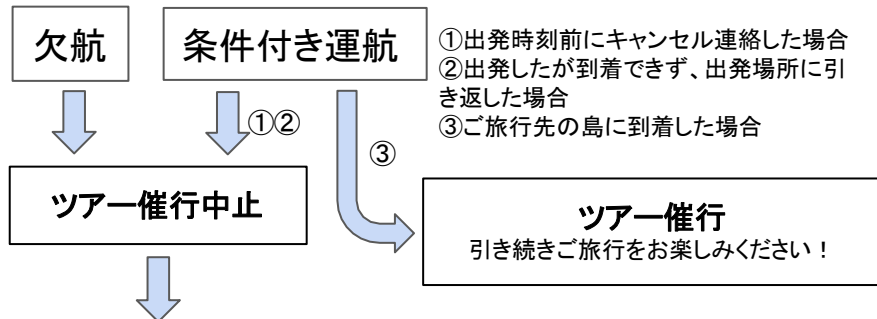 欠航
条件付き運航
①出発時刻前にキャンセル連絡した場合
②出発したが到着できず、出発場所に引
き返した場合
③ご旅行先の島に到着した場合
①②
③
ツアー催行中止
ツアー催行
引き続きご旅行をお楽しみください！